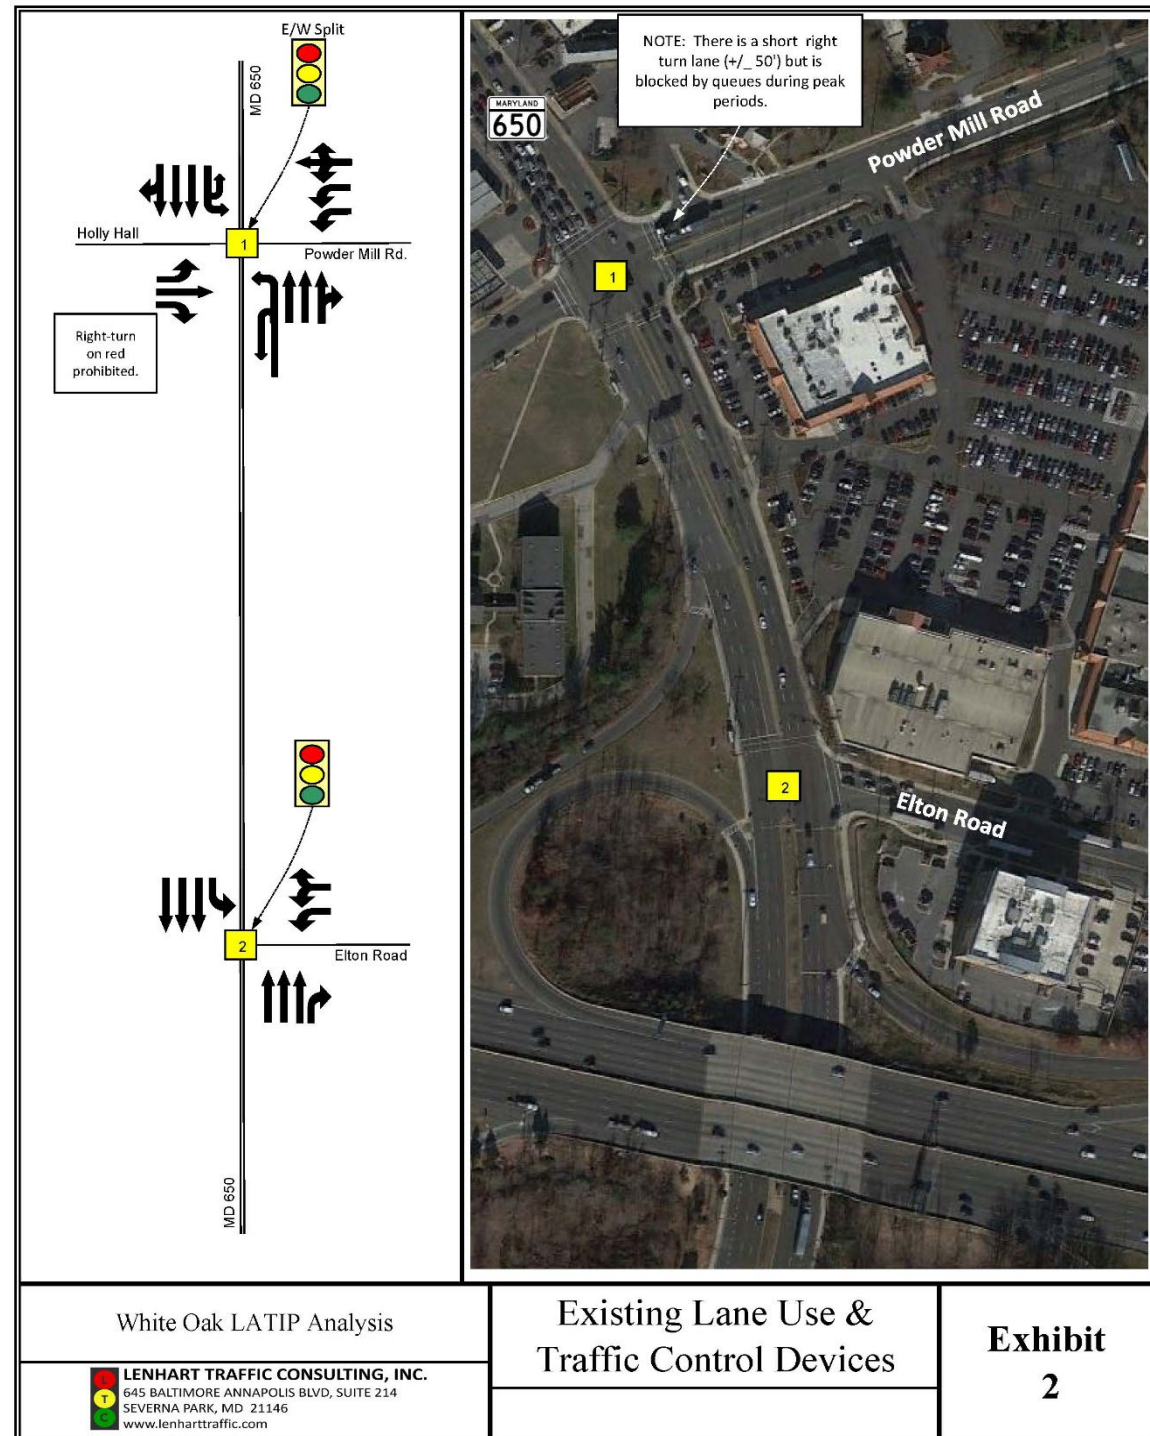 E/W Split
MD 650
1
Holly Hall
Powder Mill Rd.
Right-turn
on red
prohibited.
2
Elton Road
MD 650
NOTE: There is a short right
turn lane (+/_ 50') but is
blocked by queues during peak
periods.
MARYLAND
650
Powder Mill Road
1
2
Elton Road
White Oak LATIP Analysis
L
T
C
LENHART TRAFFIC CONSULTING, INC.
645 BALTIMORE ANNAPOLIS BLVD, SUITE 214
SEVERNA PARK, MD 21146
www.lenharttraffic.com
Existing Lane Use &
Traffic Control Devices
Exhibit
2